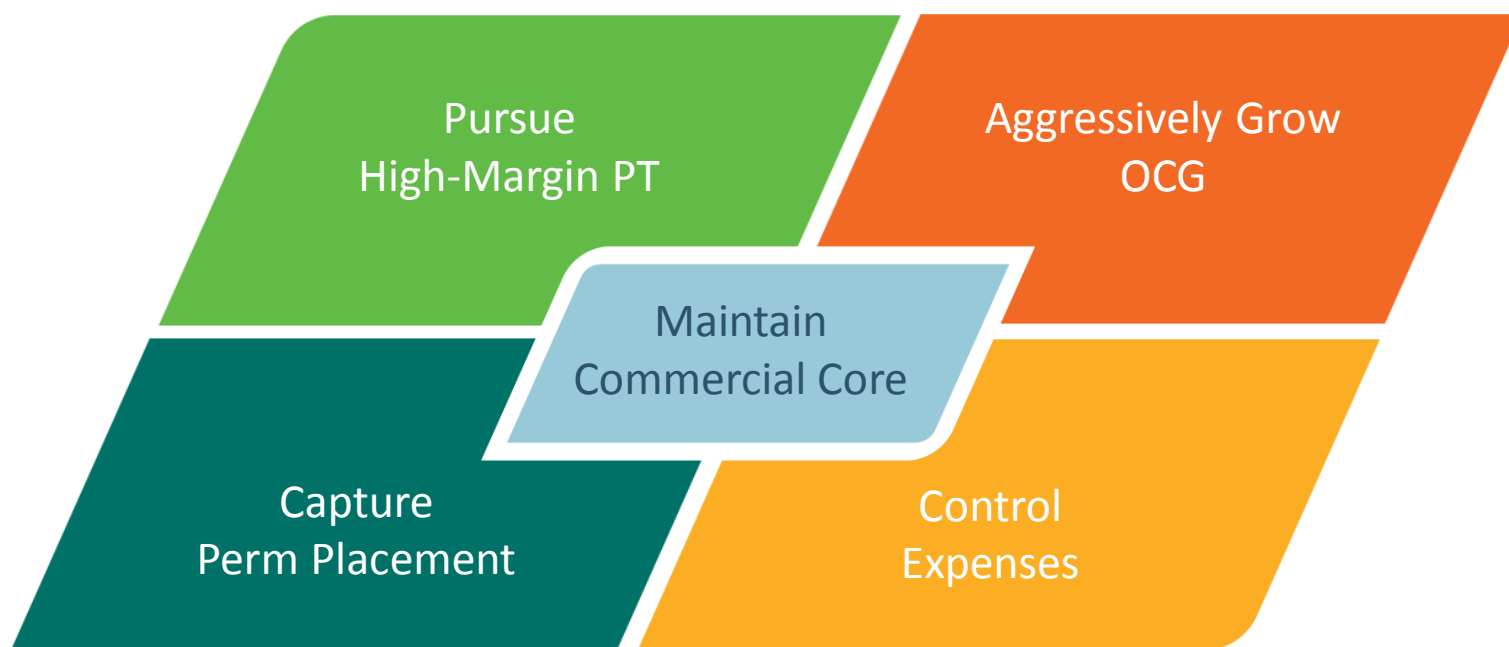 Pursue
High-Margin PT
Aggressively Grow
OCG
Maintain
Commercial Core
Capture
Perm Placement
Control
Expenses